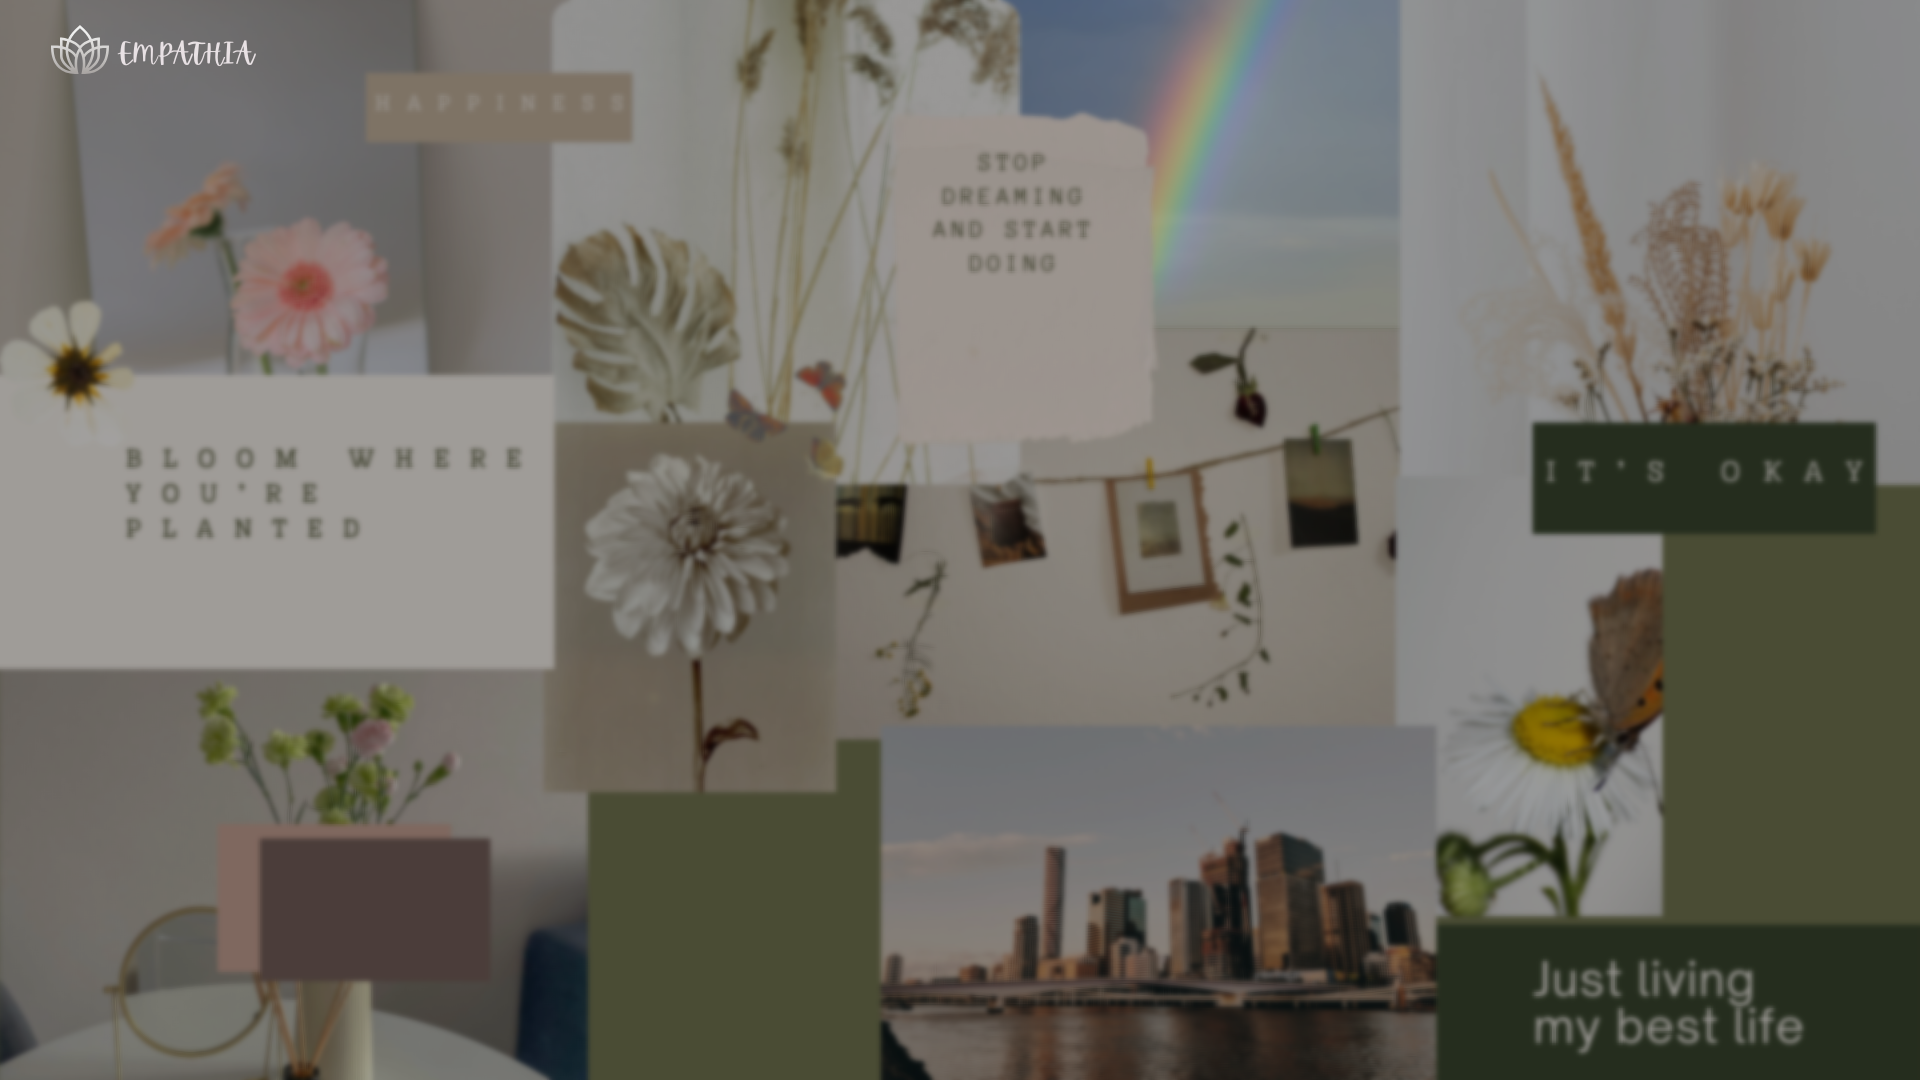 EMPATHIA
HAPPINESS
STOP
DREAMING
AND START
DOING
BLOOM WHERE
YOU'RE
PLANTED
IT'S OKAY
Just living
my best life